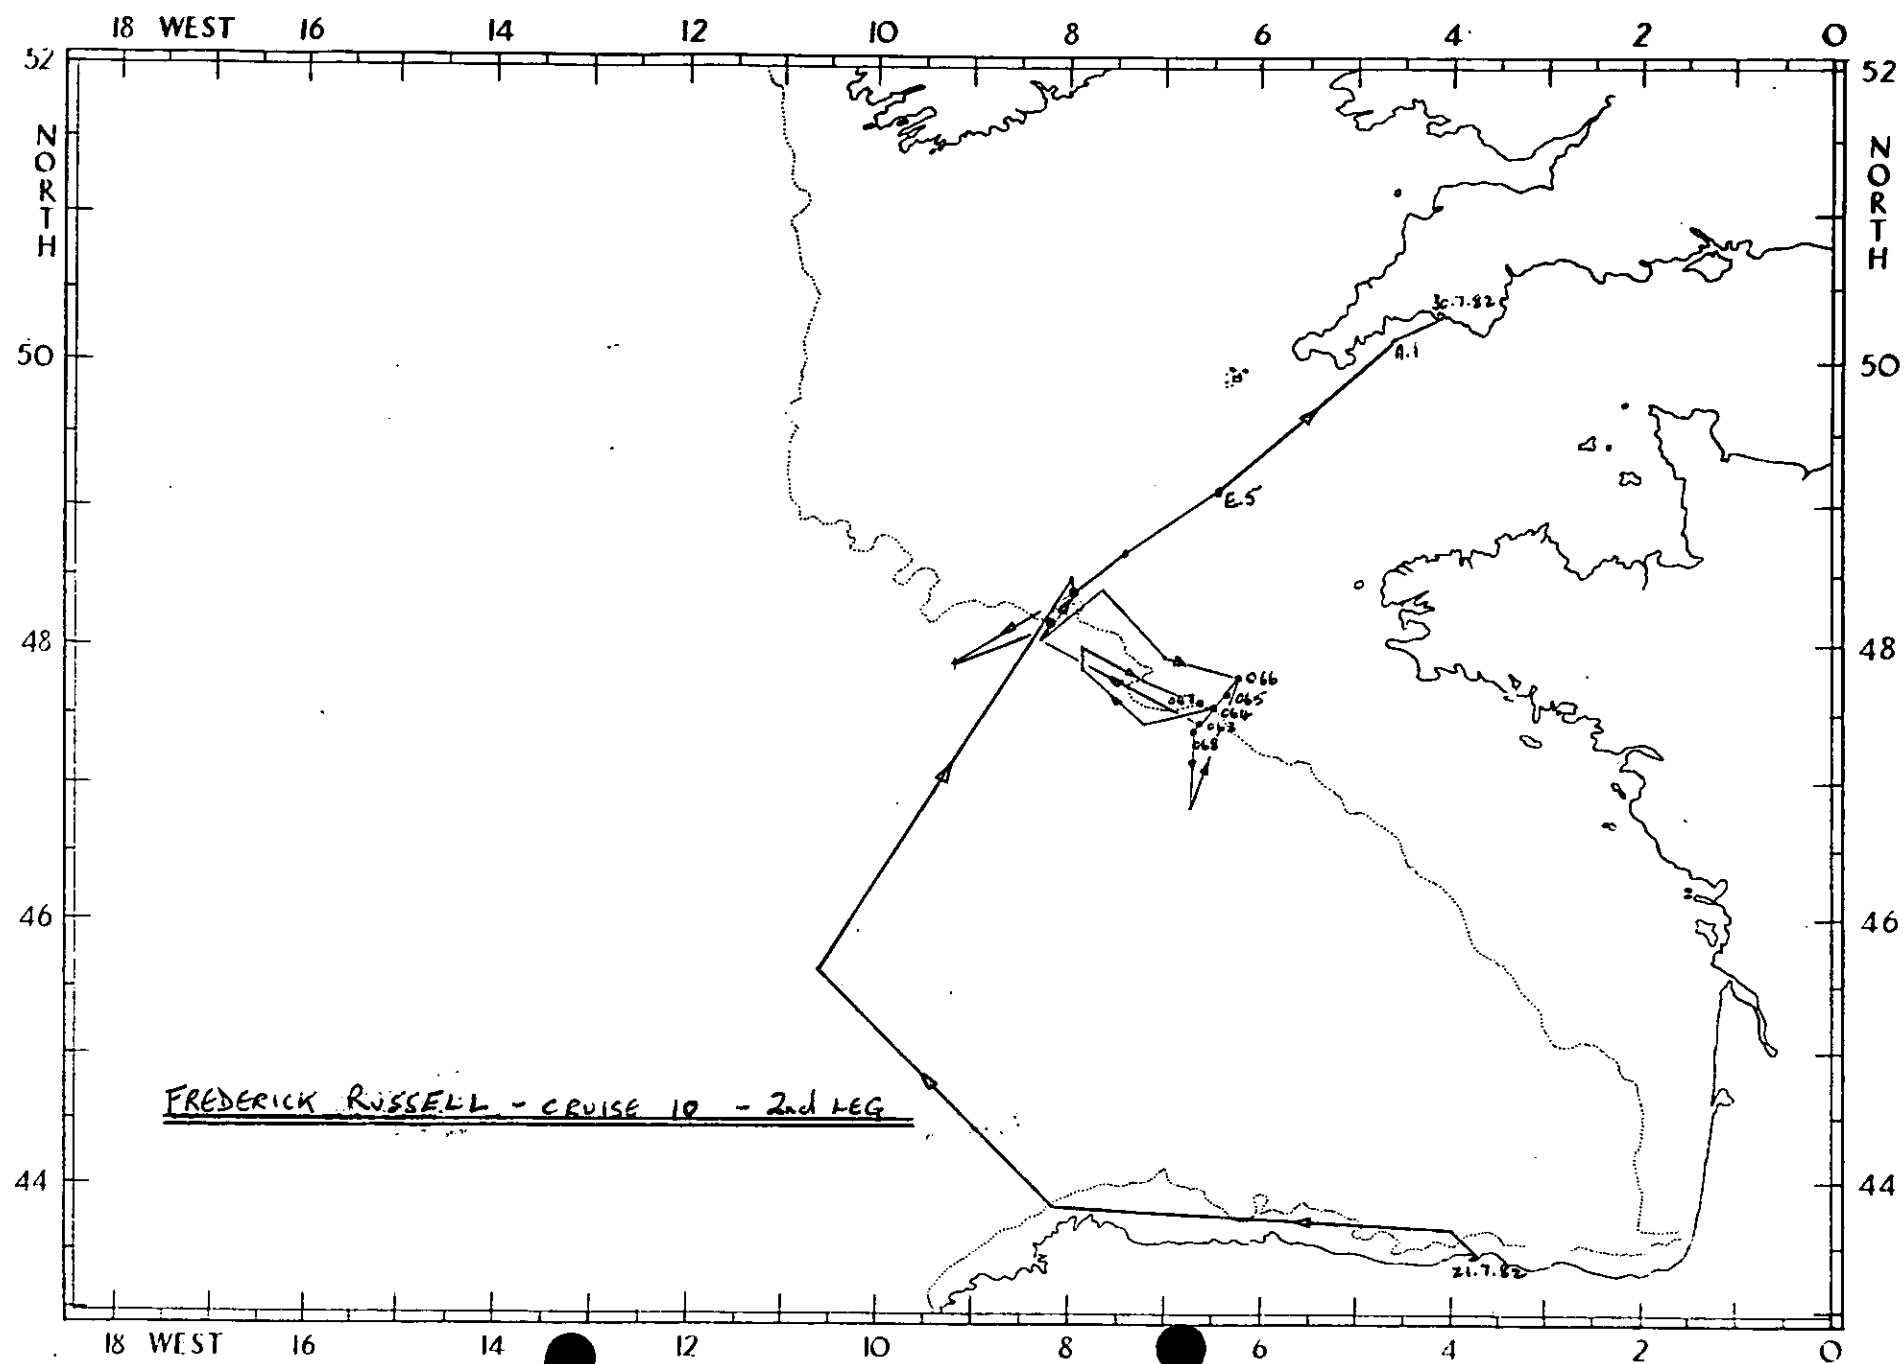 18 WEST 16 14 12 10 8 6 4 2 0
52 52
NORTH NORTH
30.7.82
50 A.1 50
E.5
48 48
066
065
064
063
068
46 46
FREDERICK RUSSELL - CRUISE 10 - 2nd LEG
44 44
21.7.82
18 WEST 16 14 12 10 8 6 4 2 0